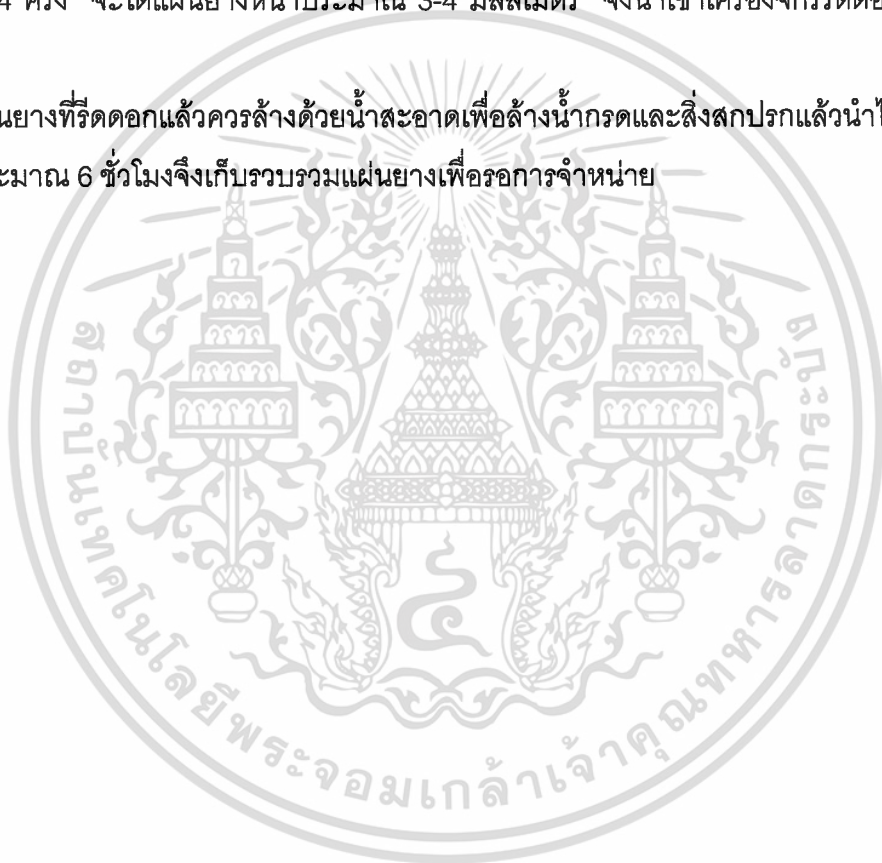 4 ครั้ง จะได้แผ่นยางหนาประมาณ 3-4 มิลลิเมตร จึงนำเข้าเครื่องจักรรีดดอ
นยางที่รีดดอกแล้วควรล้างด้วยน้ำสะอาดเพื่อล้างน้ำกรดและสิ่งสกปรกแล้วนำไ
ะมาณ 6 ชั่วโมงจึงเก็บรวบรวมแผ่นยางเพื่อรอการจำหน่าย
สถาบันเทคโนโลยีพระจอมเกล้าเจ้าคุณทหารลาดกระบัง